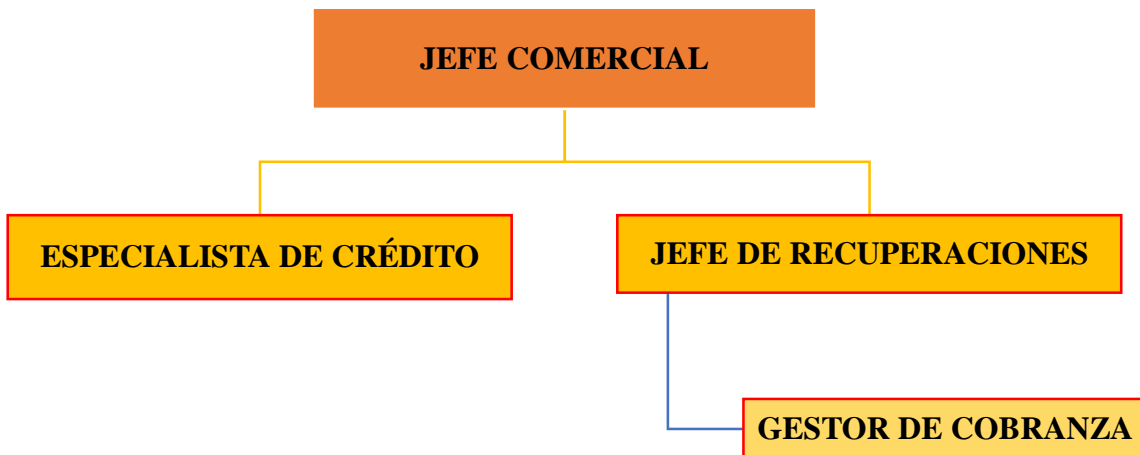 JEFE COMERCIAL
ESPECIALISTA DE CRÉDITO
JEFE DE RECUPERACIONES
GESTOR DE COBRANZA